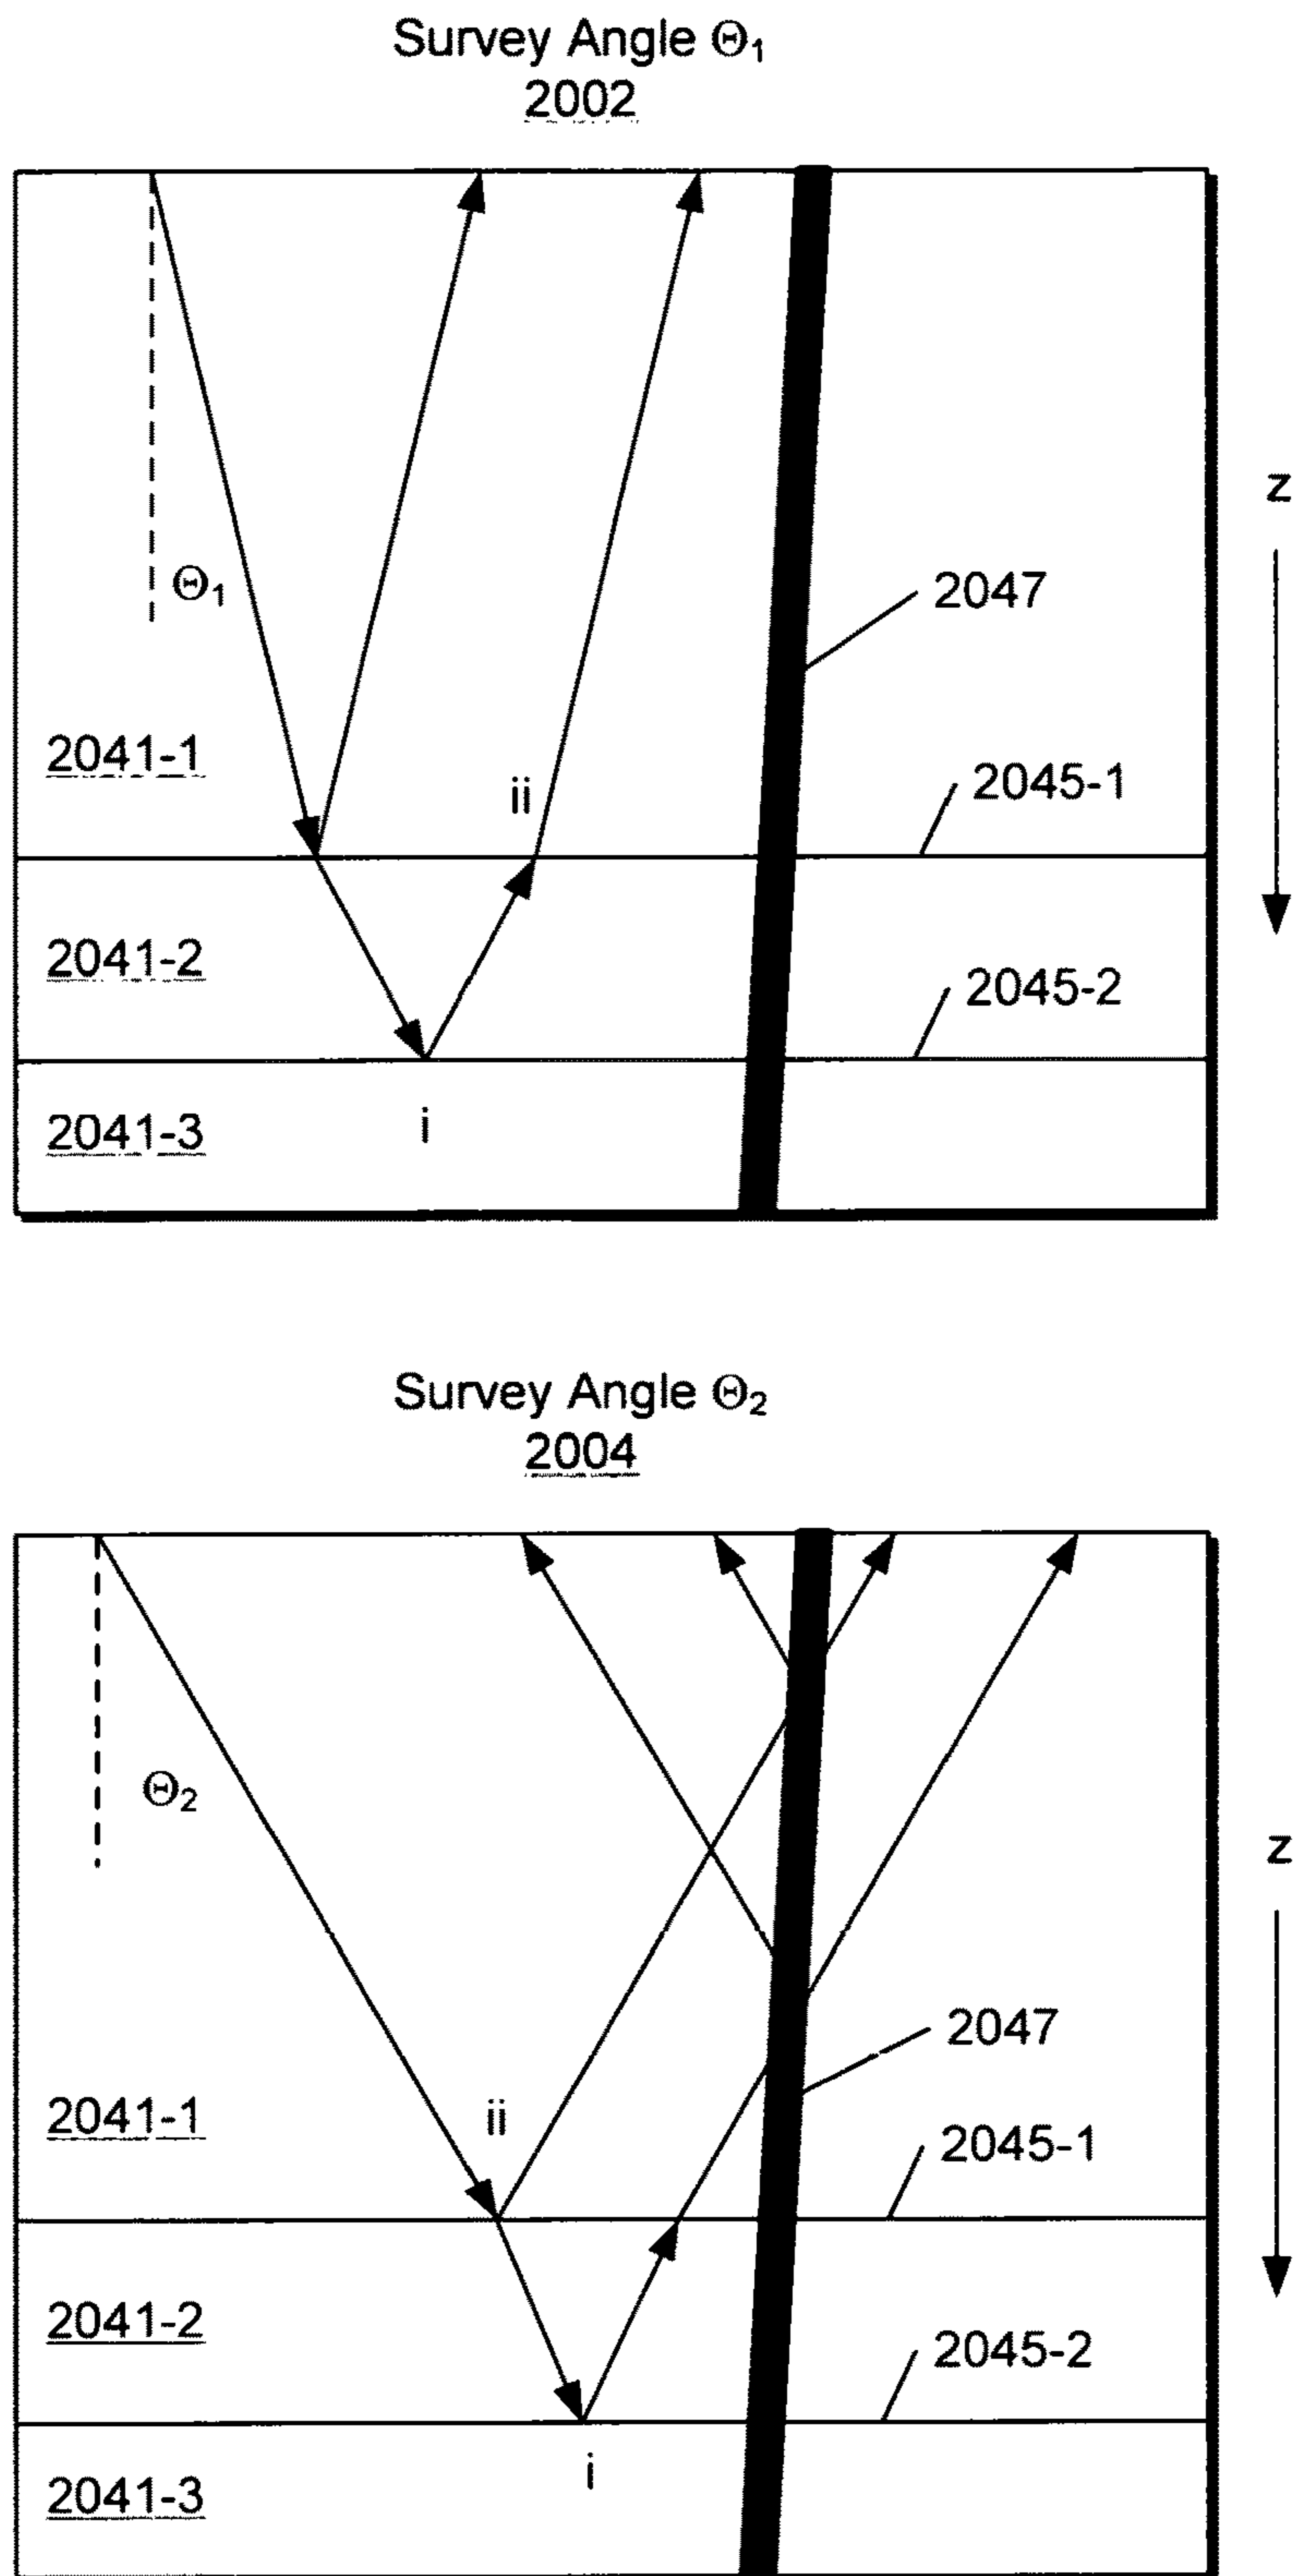 Survey Angle Θ₁
2002
Z
Θ₁
2047
2041-1
ii
2045-1
2041-2
2045-2
2041-3
i
Survey Angle Θ₂
2004
Z
Θ₂
2047
2041-1
ii
2045-1
2041-2
2045-2
2041-3
i